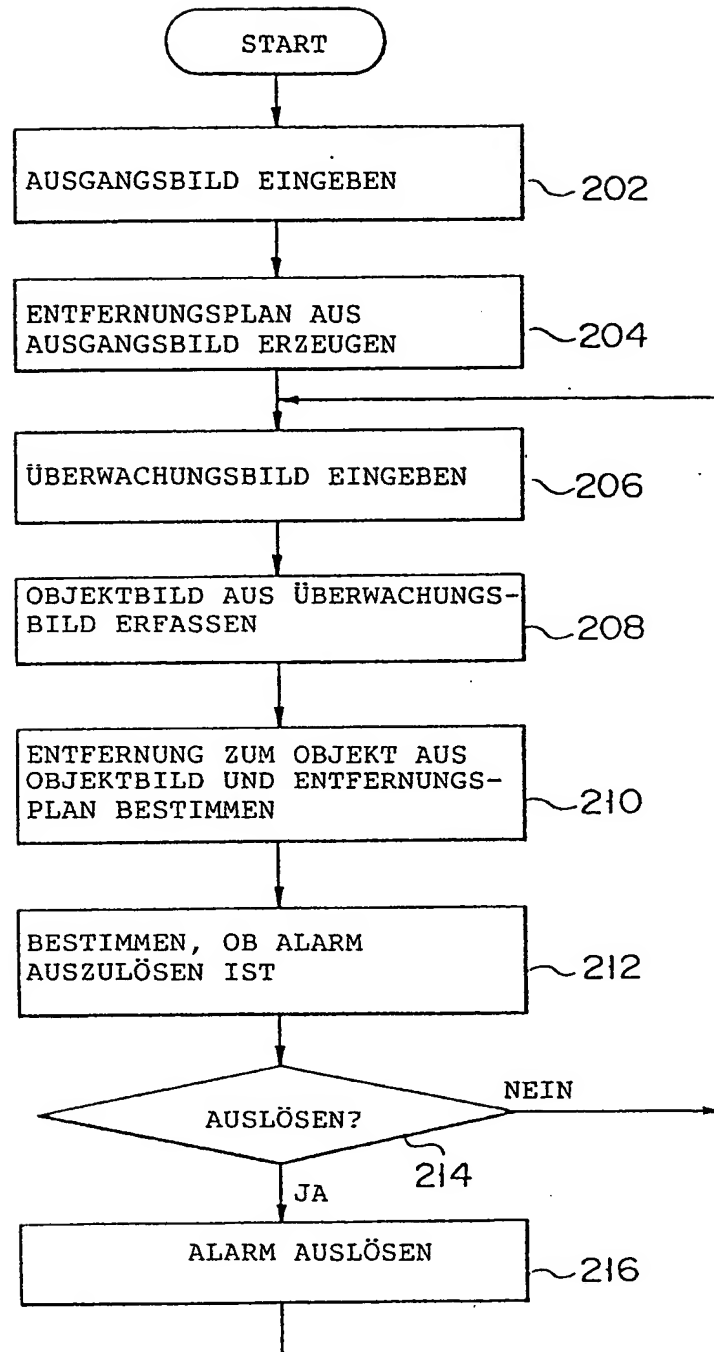 START
AUSGANGSBILD EINGEBEN
202
ENTFERNUNGSPLAN AUS
AUSGANGSBILD ERZEUGEN
204
ÜBERWACHUNGSBILD EINGEBEN
206
OBJEKTBILD AUS ÜBERWACHUNGS-
BILD ERFASSEN
208
ENTFERNUNG ZUM OBJEKT AUS
OBJEKTBILD UND ENTFERNUNGS-
PLAN BESTIMMEN
210
BESTIMMEN, OB ALARM
AUSZULÖSEN IST
212
NEIN
AUSLÖSEN?
214
JA
ALARM AUSLÖSEN
216